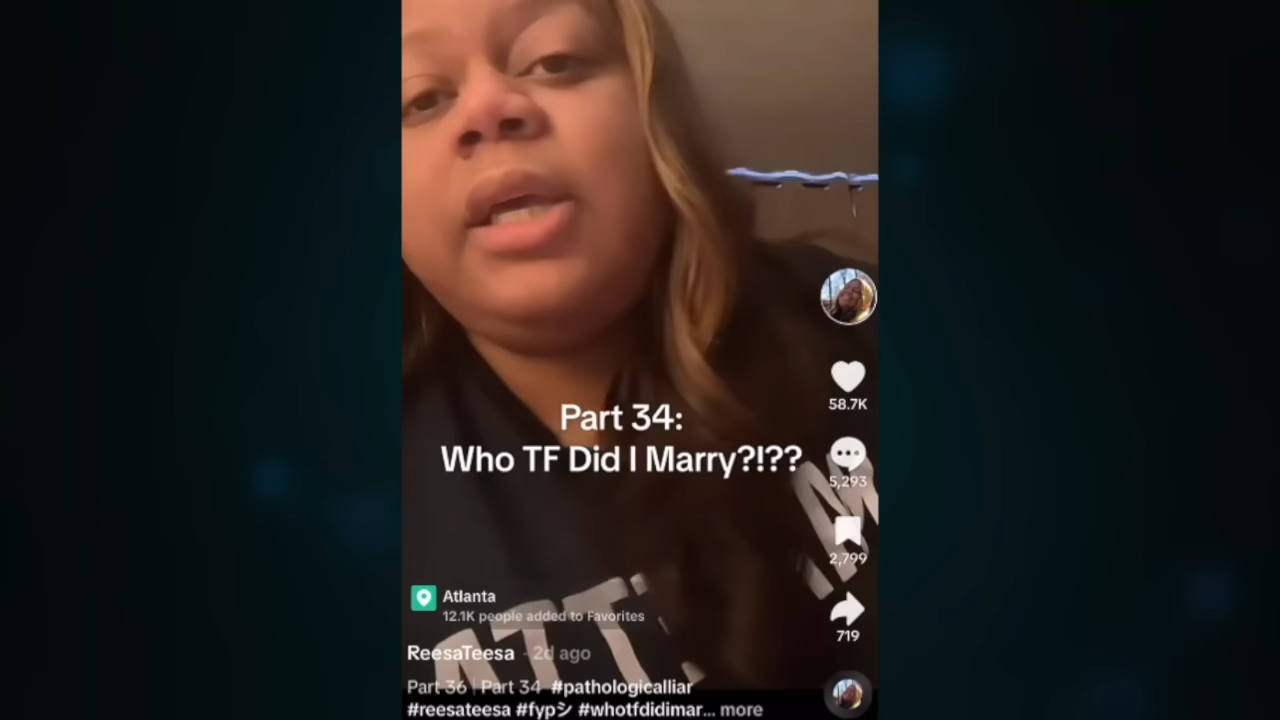 58.7K
Part 34:
Who TF Did I Marry?!??
5,293
2,799
Atlanta
12.1K people added to Favorites
719
ReesaTeesa · 2d ago
Part 36 | Part 34 #pathologicalliar
#reesateesa #fypシ #whotfdidimar... more